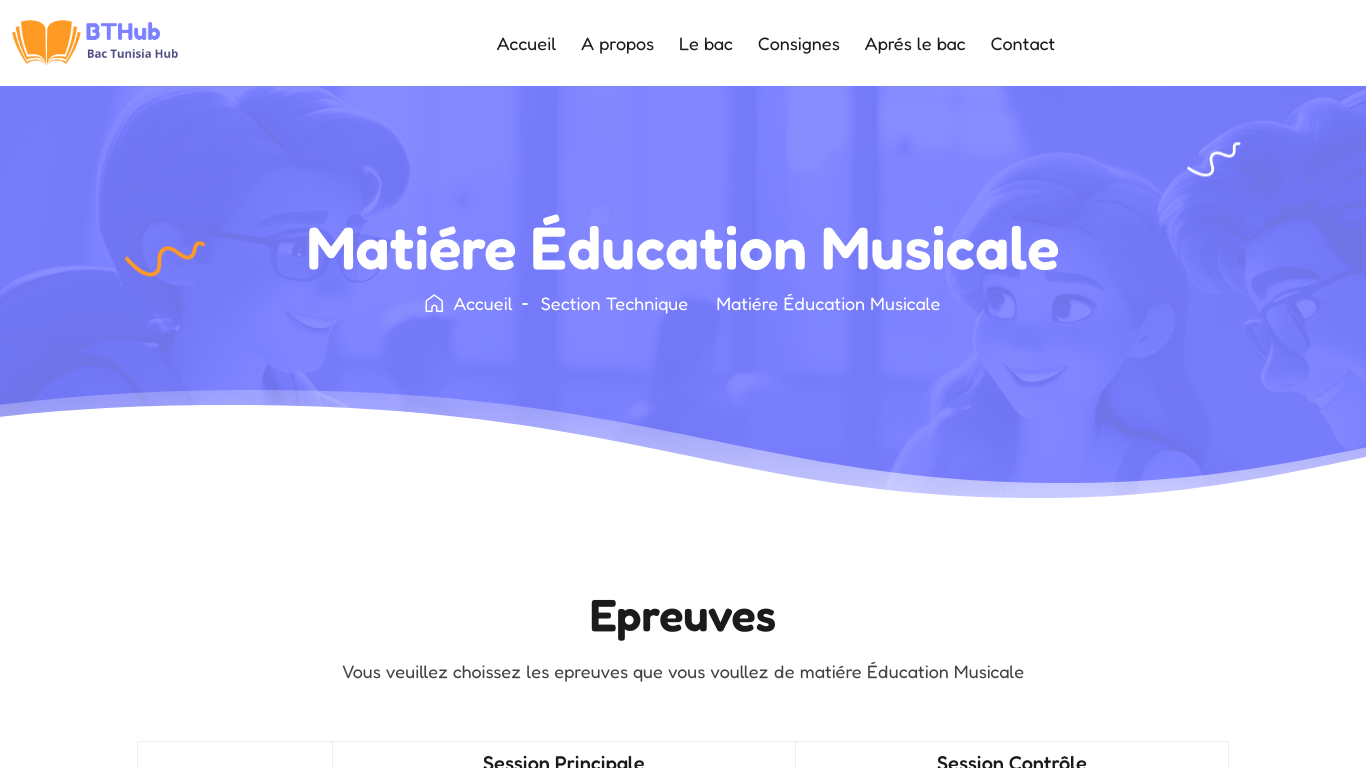 BTHub
Bac Tunisia Hub
Accueil A propos Le bac Consignes Aprés le bac Contact
Matiére Éducation Musicale
Accueil - Section Technique Matiére Éducation Musicale
Epreuves
Vous veuillez choissez les epreuves que vous voullez de matiére Éducation Musicale
Session Principale Session Contrôle